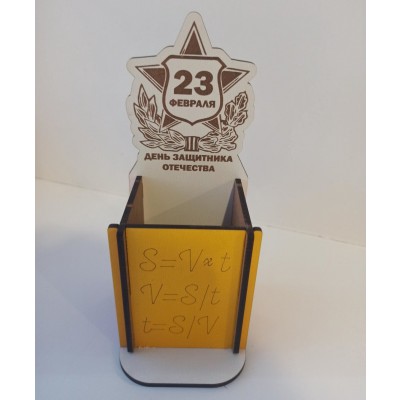 23
ФЕВРАЛЯ
ДЕНЬ ЗАЩИТНИКА
ОТЕЧЕСТВА
S=V∝t
V=S/t
t=S/V